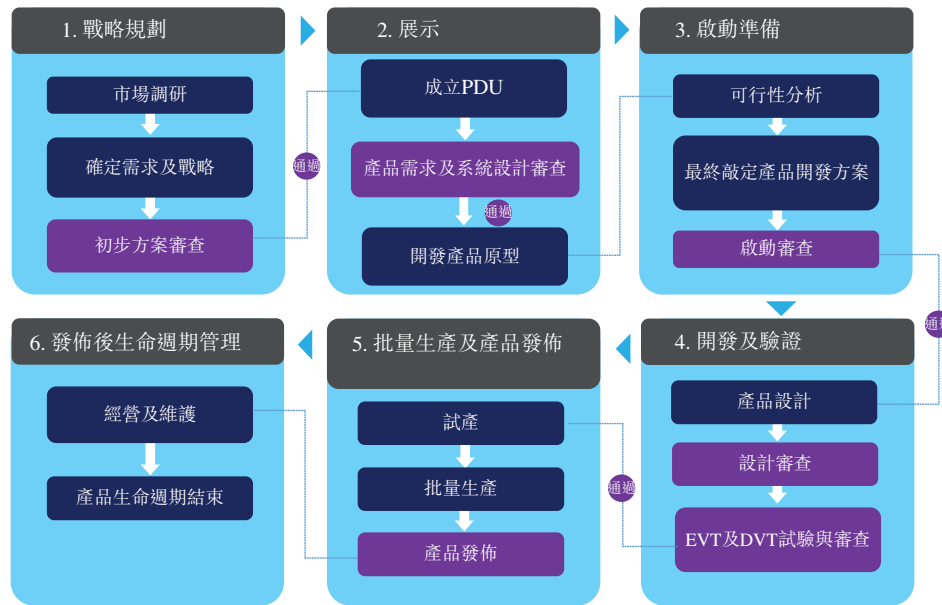 1. 戰略規劃
市場調研
確定需求及戰略
初步方案審查
通過
2. 展示
成立PDU
產品需求及系統設計審查
通過
開發產品原型
3. 啟動準備
可行性分析
最終敲定產品開發方案
啟動審查
通過
4. 開發及驗證
產品設計
設計審查
EVT及DVT試驗與審查
通過
5. 批量生產及產品發佈
試產
批量生產
產品發佈
6. 發佈後生命週期管理
經營及維護
產品生命週期結束